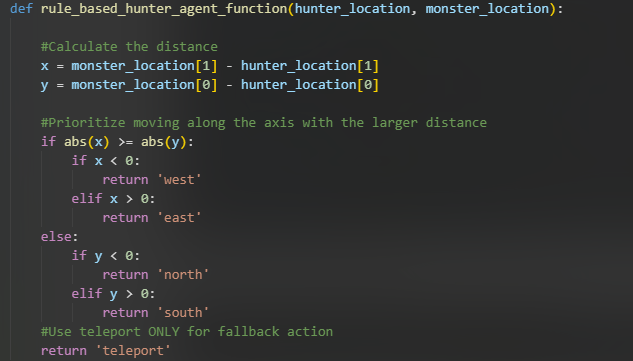 def rule_based_hunter_agent_function(hunter_location, monster_location):
#Calculate the distance
x = monster_location[1] - hunter_location[1]
y = monster_location[0] - hunter_location[0]
#Prioritize moving along the axis with the larger distance
if abs(x) >= abs(y):
if x < 0:
return 'west'
elif x > 0:
return 'east'
else:
if y < 0:
return 'north'
elif y > 0:
return 'south'
#Use teleport ONLY for fallback action
return 'teleport'